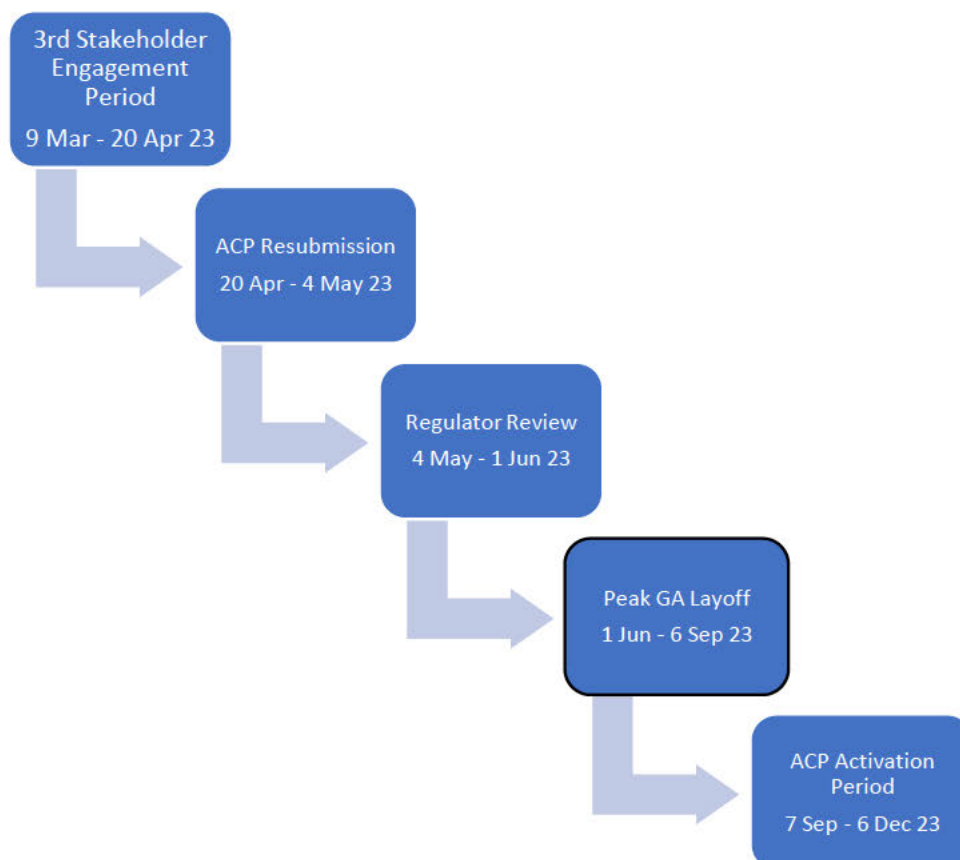 3rd Stakeholder
Engagement
Period
9 Mar - 20 Apr 23
ACP Resubmission
20 Apr - 4 May 23
Regulator Review
4 May - 1 Jun 23
Peak GA Layoff
1 Jun - 6 Sep 23
ACP Activation
Period
7 Sep - 6 Dec 23